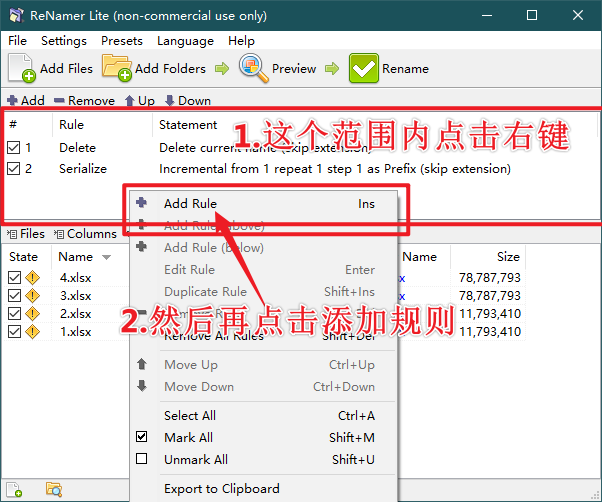 ReNamer Lite (non-commercial use only)
File Settings Presets Language Help
Add Files Add Folders Preview Rename
Add Remove Up Down
# Rule Statement
1 Delete Delete current name (skip extension)
2 Serialize Incremental from 1 repeat 1 step 1 as Prefix (skip extension)
1.这个范围内点击右键
Add Rule Ins
Add Rule (above)
Files Columns
Add Rule (below)
State Name Name Size
Edit Rule Enter
4.xlsx x 78,787,793
Duplicate Rule Shift+Ins
3.xlsx x 78,787,793
2.xlsx 11,793,410
2.然后再点击添加规则
1.xlsx 11,793,410
Remove All Rules Shift+Del
Move Up Ctrl+Up
Move Down Ctrl+Down
Select All Ctrl+A
Mark All Shift+M
Unmark All Shift+U
Export to Clipboard